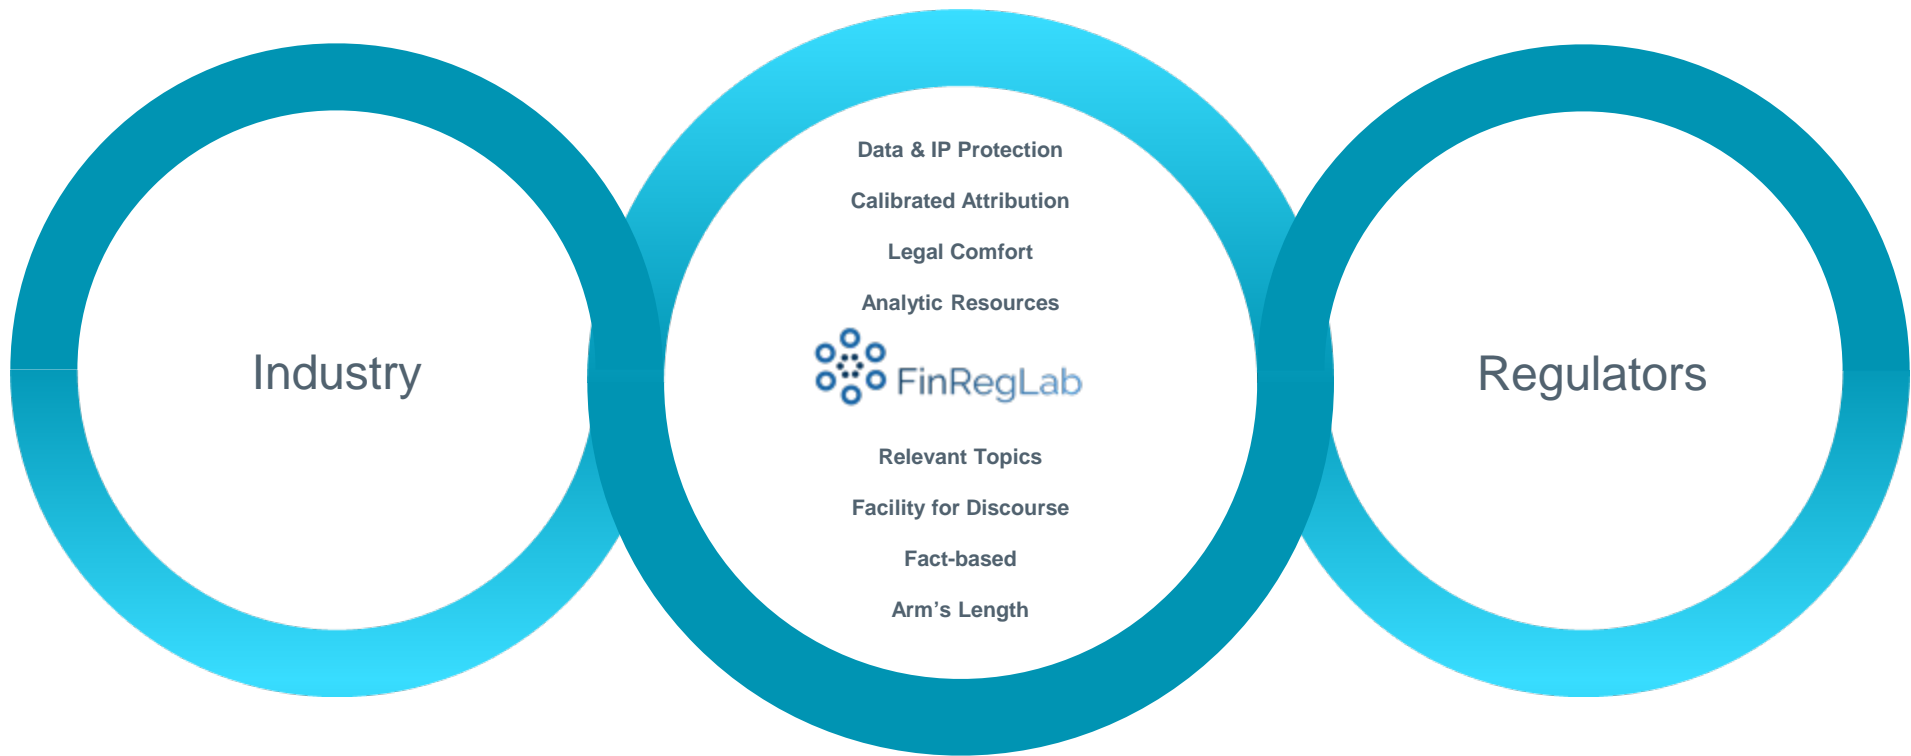 Industry
Data & IP Protection
Calibrated Attribution
Legal Comfort
Analytic Resources
FinRegLab
Relevant Topics
Facility for Discourse
Fact-based
Arm’s Length
Regulators